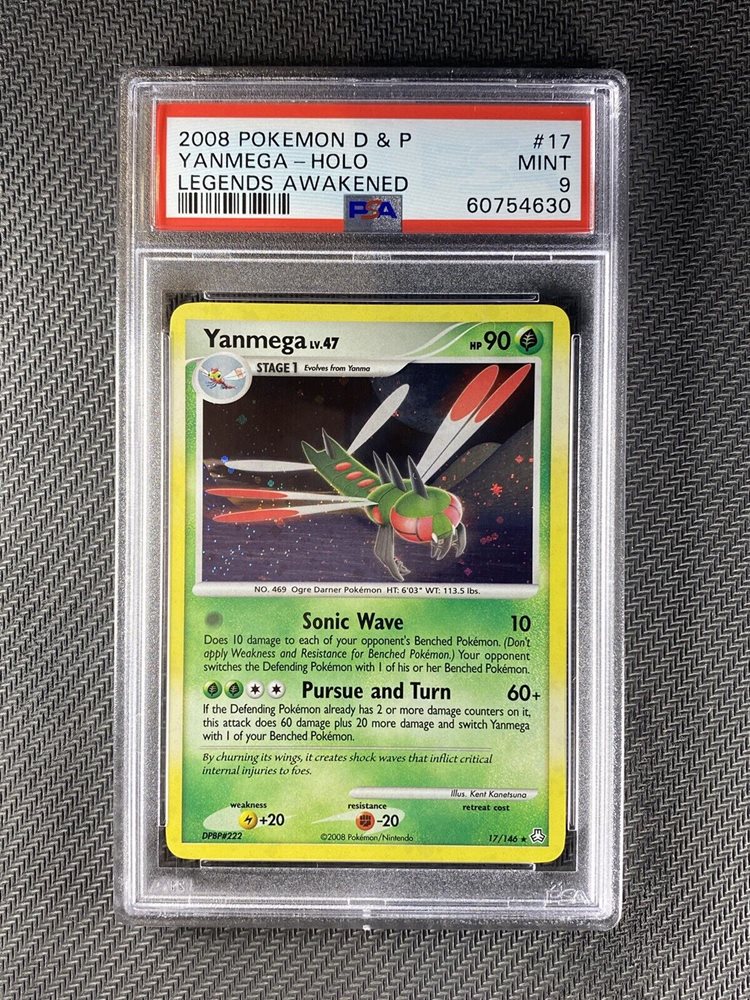 2008 POKEMON D & P #17
YANMEGA - HOLO MINT
LEGENDS AWAKENED 9
PSA 60754630
Yanmega LV.47 HP 90
STAGE 1 Evolves from Yanma
NO. 469 Ogre Darner Pokémon HT: 6'03" WT: 113.5 lbs.
Sonic Wave 10
Does 10 damage to each of your opponent's Benched Pokémon. (Don't
apply Weakness and Resistance for Benched Pokémon.) Your opponent
switches the Defending Pokémon with 1 of his or her Benched Pokémon.
Pursue and Turn 60+
If the Defending Pokémon already has 2 or more damage counters on it,
this attack does 60 damage plus 20 more damage and switch Yanmega
with 1 of your Benched Pokémon.
By churning its wings, it creates shock waves that inflict critical
internal injuries to foes.
Illus. Kent Kanetsuna
weakness resistance retreat cost
+20 -20
DPBP#222 ©2008 Pokémon/Nintendo 17/146 ★
PSA